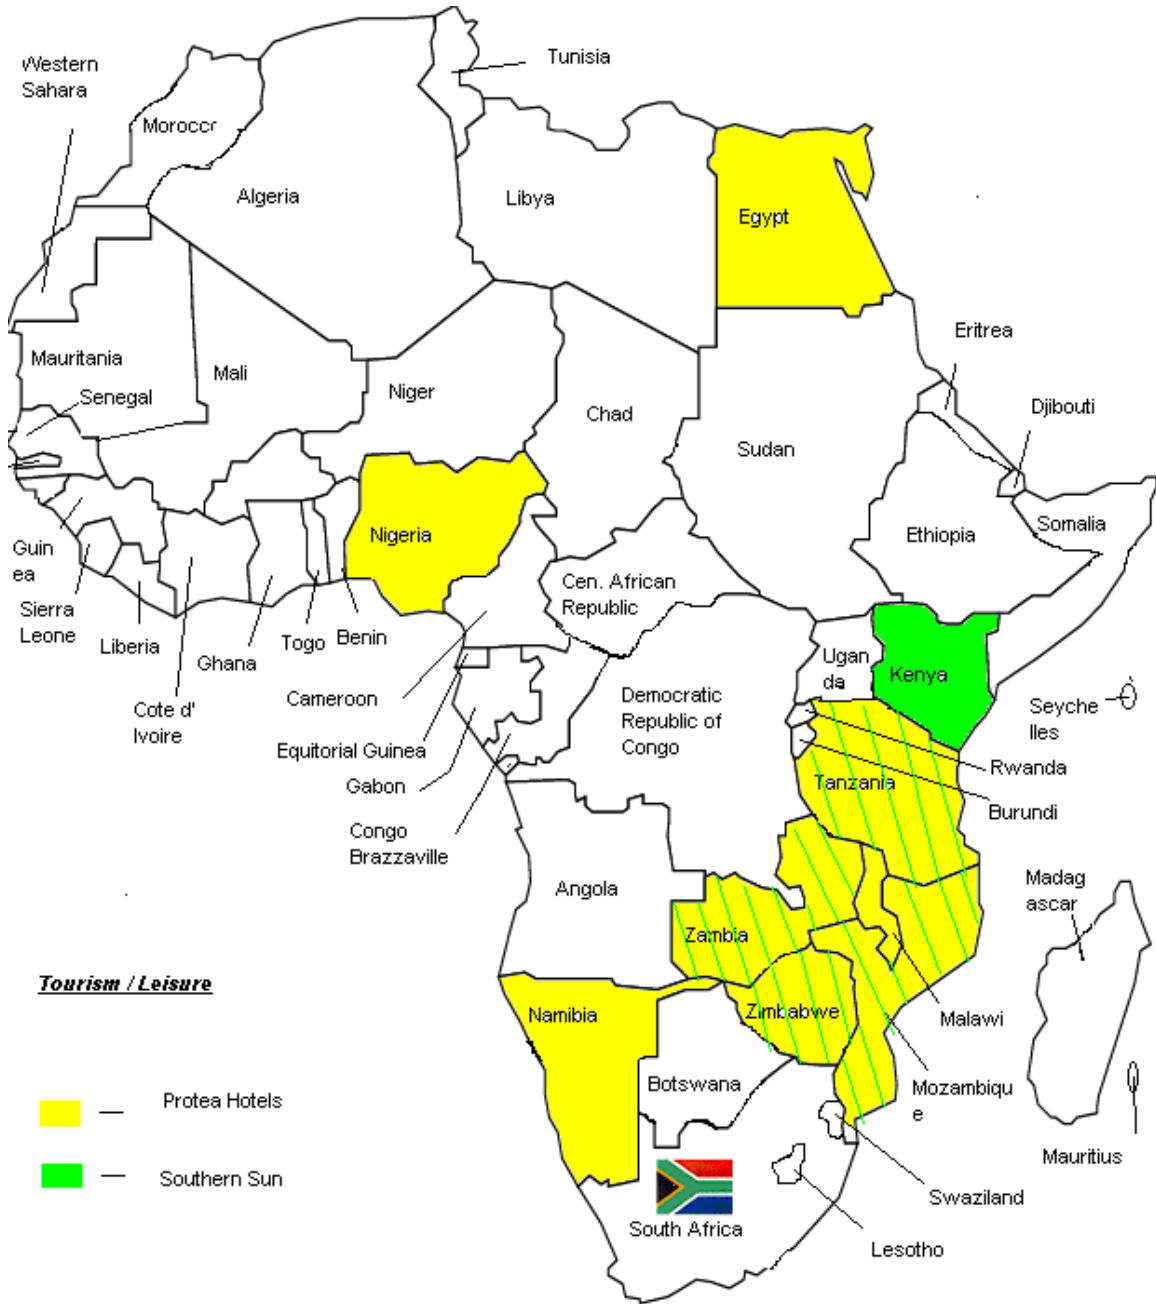 Western
Sahara
Tunisia
Morocc
Algeria
Libya
Egypt
Mauritania
Mali
Niger
Chad
Sudan
Eritrea
Senegal
Djibouti
Guin
ea
Sierra
Leone
Liberia
Cote d'
Ivoire
Ghana
Togo
Benin
Nigeria
Cameroon
Cen. African
Republic
Ethiopia
Somalia
Equitorial Guinea
Gabon
Congo
Brazzaville
Democratic
Republic of
Congo
Ugan
da
Kenya
Seyche
lles
Rwanda
Burundi
Tanzania
Angola
Zambia
Malawi
Madag
ascar
Namibia
Zimbabwe
Botswana
Mozambiqu
e
Mauritius
Swaziland
South Africa
Lesotho
Tourism / Leisure
Protea Hotels
Southern Sun